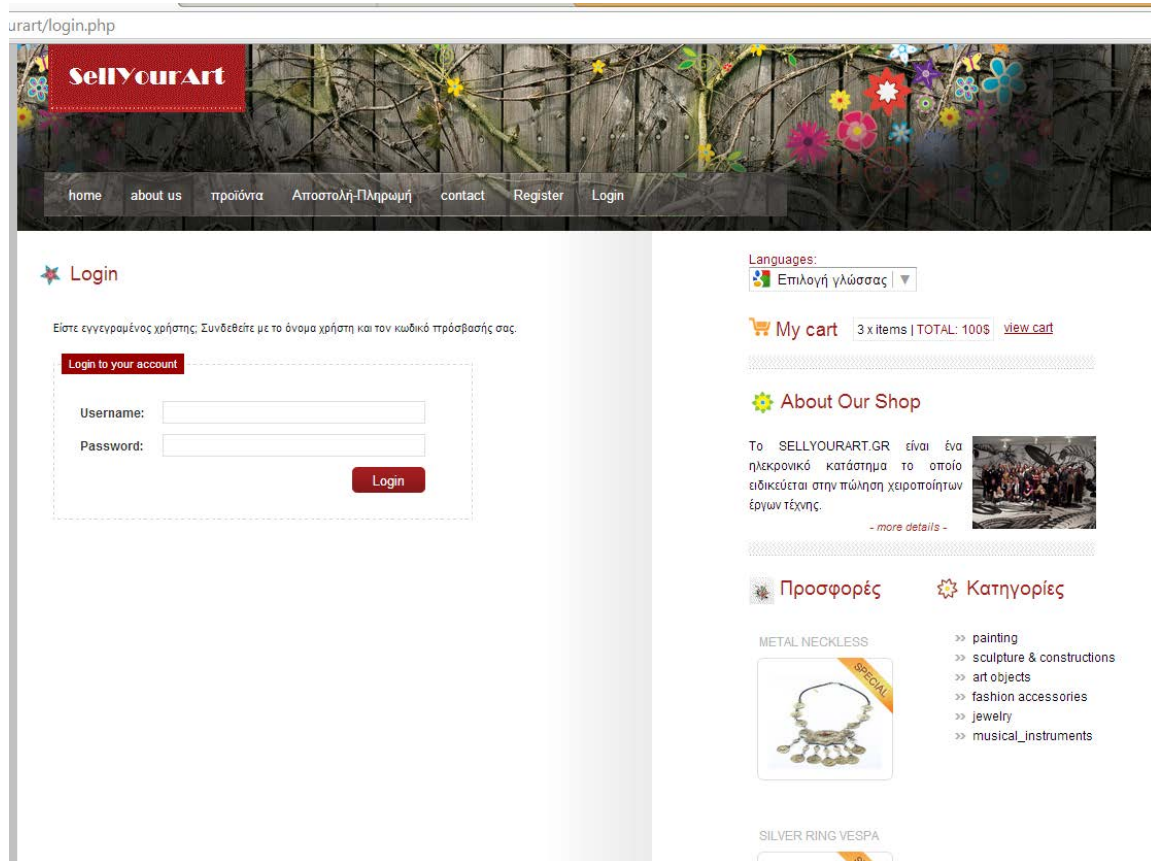 urart/login.php
SellYourArt
home about us προϊόντα Αποστολή-Πληρωμή contact Register Login
Login
Είστε εγγεγραμένος χρήστης; Συνδεθείτε με το όνομα χρήστη και τον κωδικό πρόσβασής σας.
Login to your account
Username:
Password:
Login
Languages:
Επιλογή γλώσσας
My cart 3 x items | TOTAL: 100$ view cart
About Our Shop
Το SELLYOURART.GR είναι ένα
ηλεκρονικό κατάστημα το οποίο
ειδικεύεται στην πώληση χειροποίητων
έργων τέχνης.
- more details -
Προσφορές
METAL NECKLESS
SPECIAL
SILVER RING VESPA
Κατηγορίες
painting
sculpture & constructions
art objects
fashion accessories
jewelry
musical_instruments